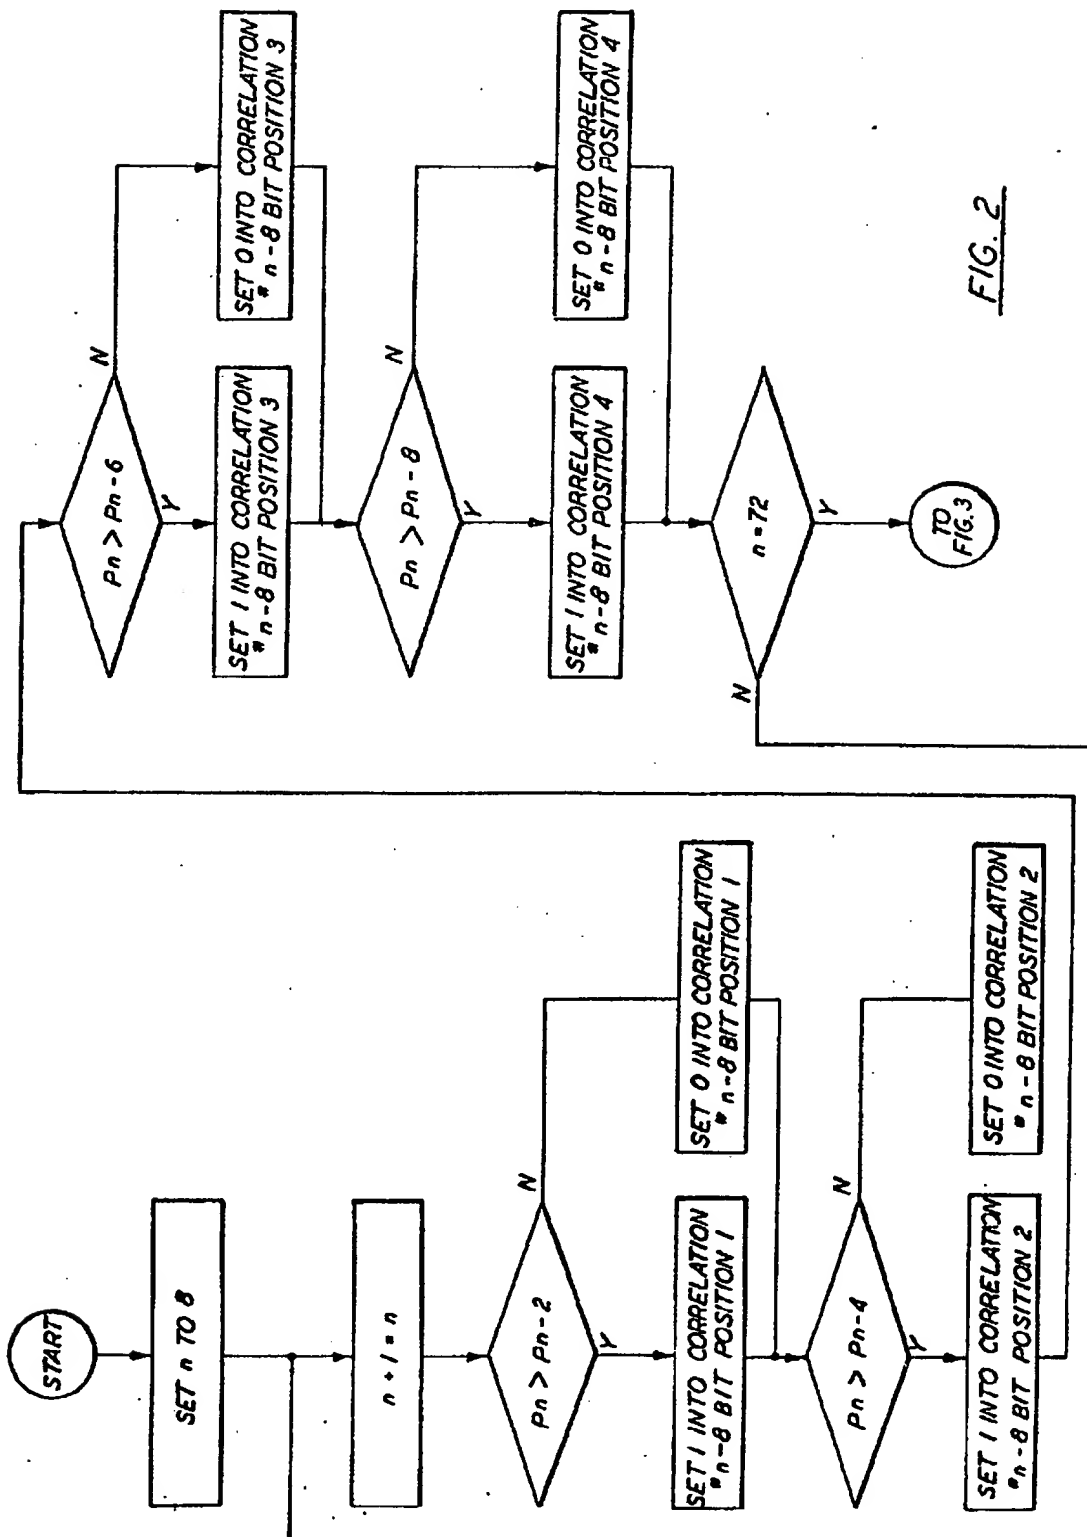 START
SET n TO 8
n + 1 = n
Pn > Pn-2
N
Y
SET 1 INTO CORRELATION
# n-8 BIT POSITION 1
SET 0 INTO CORRELATION
# n-8 BIT POSITION 1
Pn > Pn-4
N
Y
SET 1 INTO CORRELATION
# n-8 BIT POSITION 2
SET 0 INTO CORRELATION
# n-8 BIT POSITION 2
Pn > Pn-6
N
Y
SET 1 INTO CORRELATION
# n-8 BIT POSITION 3
SET 0 INTO CORRELATION
# n-8 BIT POSITION 3
Pn > Pn-8
N
Y
SET 1 INTO CORRELATION
# n-8 BIT POSITION 4
SET 0 INTO CORRELATION
# n-8 BIT POSITION 4
n=72
N
Y
TO
FIG.3
FIG. 2